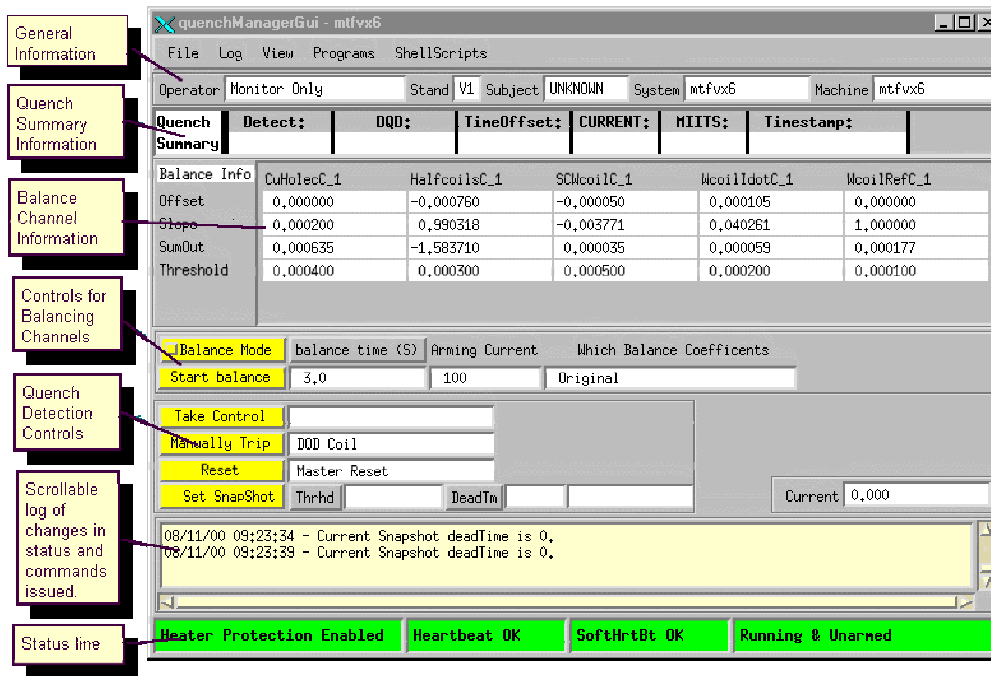 General
Information
Quench
Summary
Information
Balance
Channel
Information
Controls for
Balancing
Channels
Quench
Detection
Controls
Scrollable
log of
changes in
status and
commands
issued.
Status line
quenchManagerGui - mtfvx6
File Log View Programs ShellScripts
Operator Monitor Only Stand V1 Subject UNKNOWN System mtfvx6 Machine mtfvx6
Quench Summary Detect: DQD: TimeOffset: CURRENT: MIITS: Timestamp:
Balance Info CuHolecC_1 HalfcoilsC_1 SCWcoilC_1 WcoilIdotC_1 WcoilRefC_1
Offset 0.000000 -0.000760 -0.000050 0.000105 0.000000
Slope 0.000200 0.990318 -0.003771 0.040261 1.000000
SumOut 0.000635 -1.583710 0.000035 0.000059 0.000177
Threshold 0.000400 0.000300 0.000500 0.000200 0.000100
Balance Mode balance time (S) Arming Current Which Balance Coefficents
Start balance 3.0 100 Original
Take Control
Manually Trip DQD Coil
Reset Master Reset
Set SnapShot Thrhd DeadTm
Current 0.000
08/11/00 09:23:34 - Current Snapshot deadTime is 0.
08/11/00 09:23:39 - Current Snapshot deadTime is 0.
Heater Protection Enabled Heartbeat OK SoftHrtBt OK Running & Unarmed